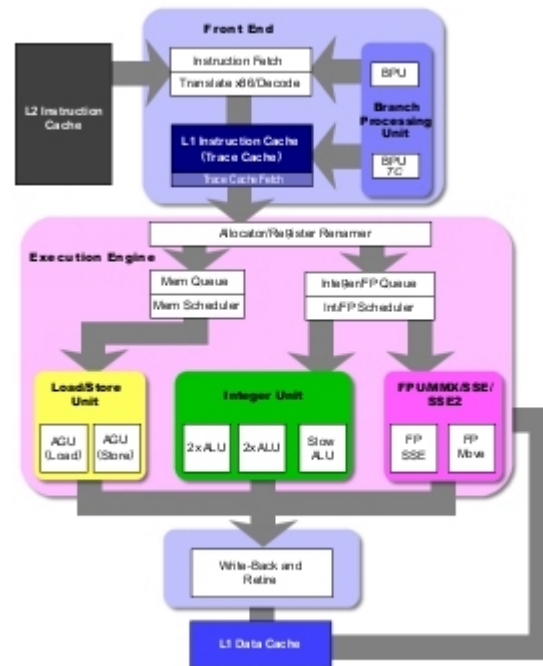 Front End
Instruction Fetch
Translate x86/Decode
BPU
Branch
Processing
Unit
BPU
TC
L2 Instruction
Cache
L1 Instruction Cache
(Trace Cache)
Trace Cache Fetch
Allocator/Register Renamer
Execution Engine
Mem Queue
Mem Scheduler
Integer/FP Queue
Int/FP Scheduler
Load/Store
Unit
AGU
(Load)
AGU
(Store)
Integer Unit
2x ALU
2x ALU
Slow
ALU
FPU/MMX/SSE/
SSE2
FP
SSE
FP
Move
Write-Back and
Retire
L1 Data Cache